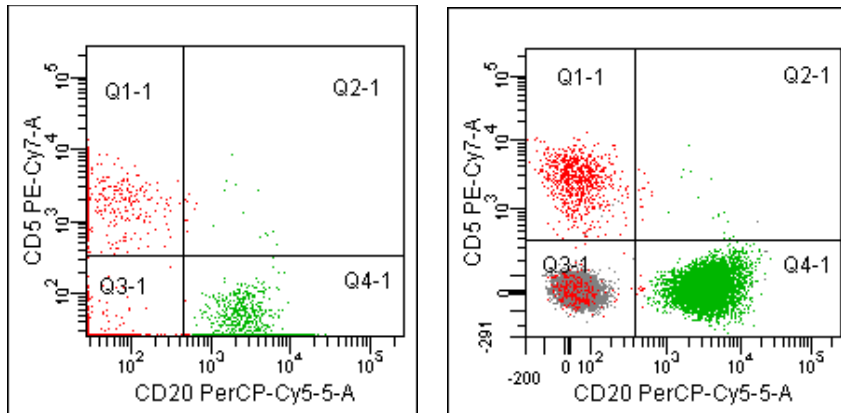 Q1-1
Q2-1
Q3-1
Q4-1
10^5
10^4
10^3
10^2
CD5 PE-Cy7-A
10^2 10^3 10^4 10^5
CD20 PerCP-Cy5-5-A
Q1-1
Q2-1
Q3-1
Q4-1
10^5
10^4
10^3
0
-291
CD5 PE-Cy7-A
-200 0 10^2 10^3 10^4 10^5
CD20 PerCP-Cy5-5-A